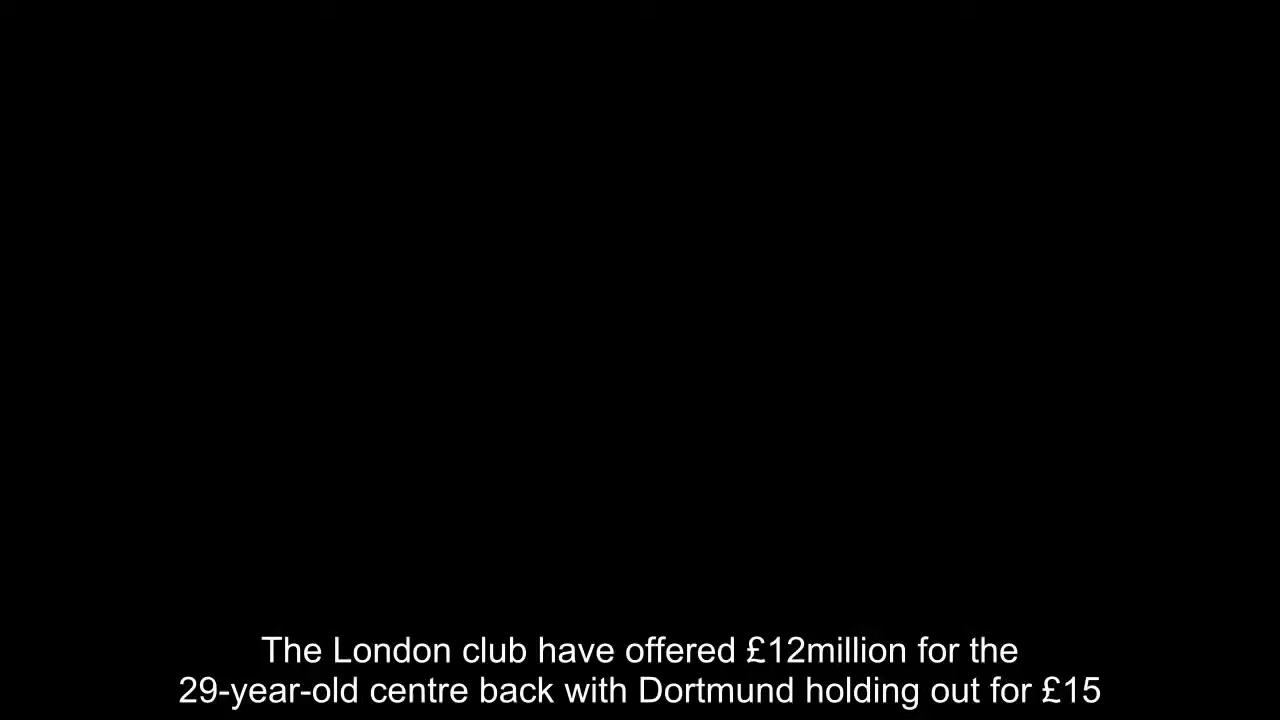 The London club have offered £12million for the
29-year-old centre back with Dortmund holding out for £15